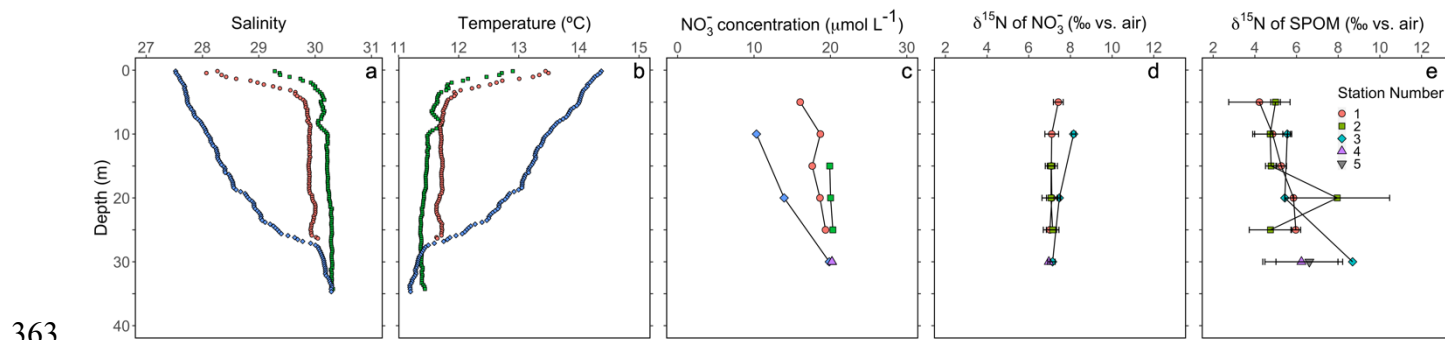 Salinity
Temperature (ºC)
NO₃⁻ concentration (μmol L⁻¹)
δ¹⁵N of NO₃⁻ (‰ vs. air)
δ¹⁵N of SPOM (‰ vs. air)
27 28 29 30 31
11 12 13 14 15
0 10 20 30
2 4 6 8 10 12
2 4 6 8 10 12
a
b
c
d
e
Depth (m)
0
10
20
30
40
Station Number
1
2
3
4
5
363